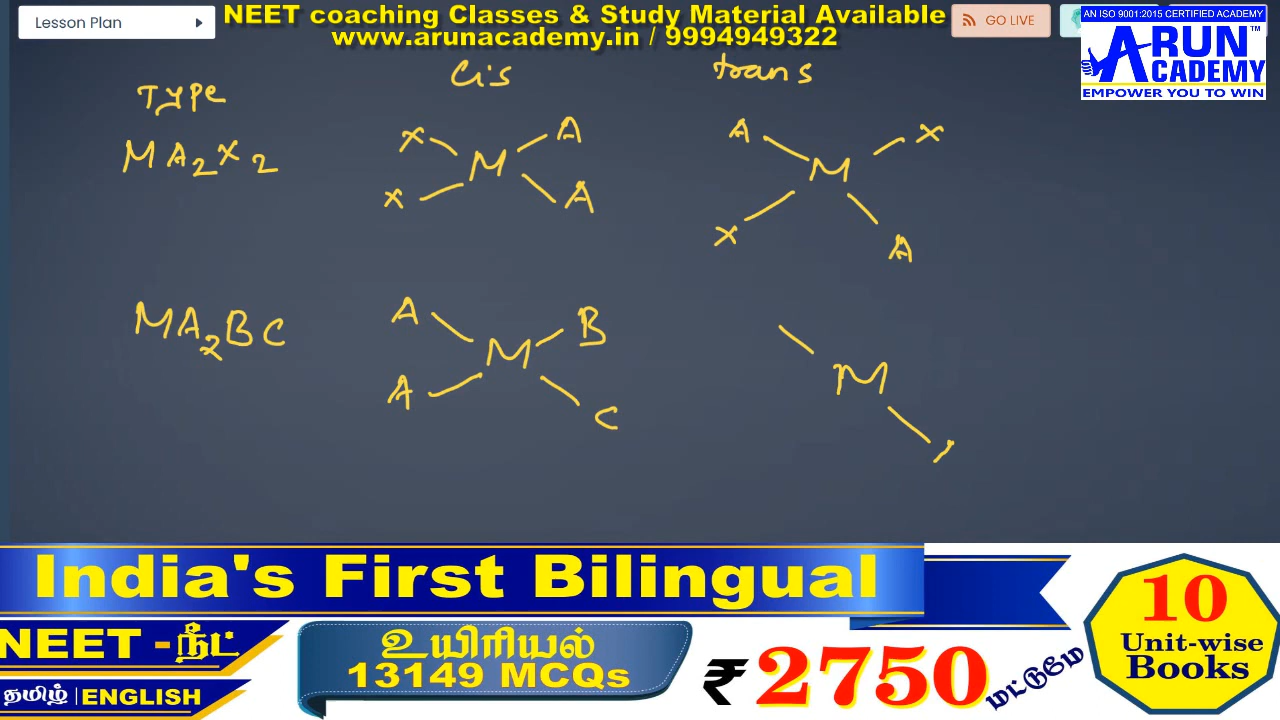 Lesson Plan
NEET coaching Classes & Study Material Available
www.arunacademy.in / 9994949322
GO LIVE
AN ISO 9001:2015 CERTIFIED ACADEMY
ARUN ACADEMY™
EMPOWER YOU TO WIN
TYPE
cis
trans
MA2X2
X M A
X A
A M X
X A
MA2BC
A M B
A C
M
India's First Bilingual
NEET - நீட்
தமிழ் | ENGLISH
உயிரியல்
13149 MCQs
₹ 2750 மட்டுமே
10
Unit-wise
Books